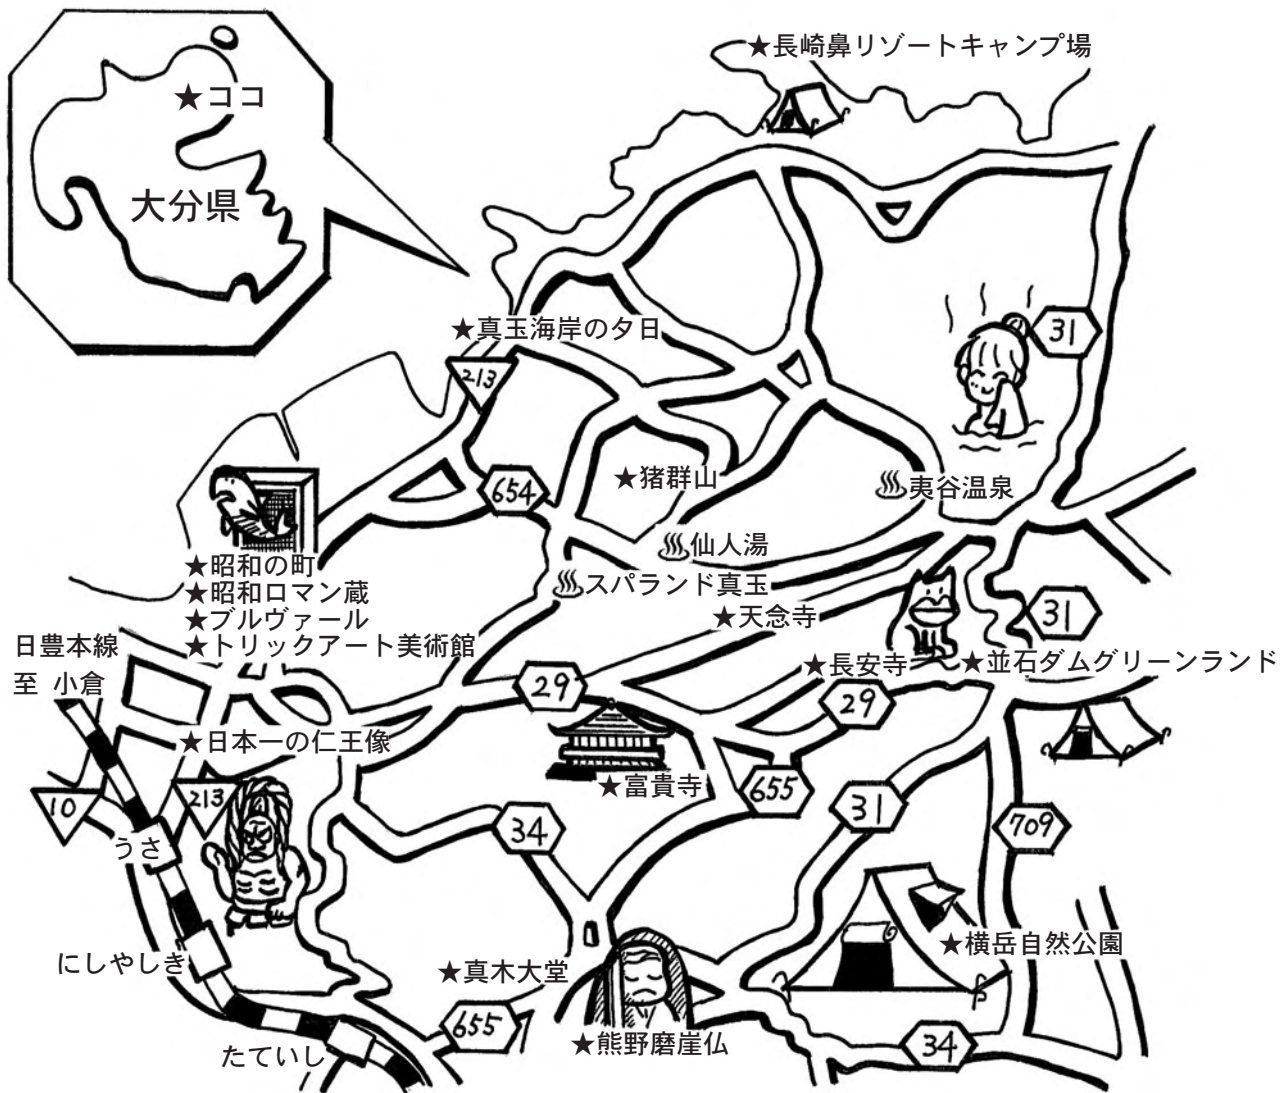 ★ココ
大分県
★長崎鼻リゾートキャンプ場
★真玉海岸の夕日
31
213
★猪群山
654
夷谷温泉
仙人湯
★昭和の町
★昭和ロマン蔵
★ブルヴァール
★トリックアート美術館
スパランド真玉
★天念寺
31
日豊本線
至 小倉
★長安寺
★並石ダムグリーンランド
29
29
★日本一の仁王像
★富貴寺
10
213
655
31
34
709
うさ
★横岳自然公園
にしやしき
★真木大堂
655
★熊野磨崖仏
34
たていし